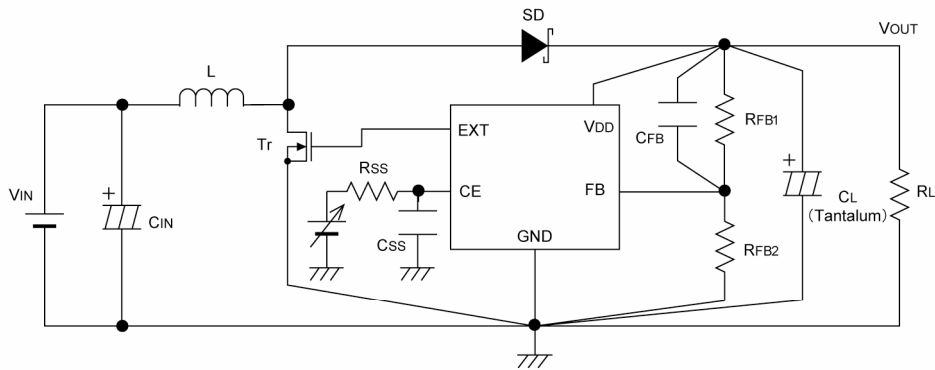 SD
VOUT
L
EXT
VDD
CFB
RFB1
Tr
RSS
+
VIN
+
CIN
CE
FB
CL
(Tantalum)
RL
CSS
GND
RFB2